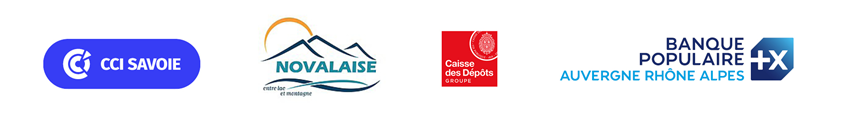 CCI SAVOIE
NOVALAISE
entre lac
et montagne
Caisse
des Dépôts
GROUPE
BANQUE
POPULAIRE
AUVERGNE RHÔNE ALPES
+X